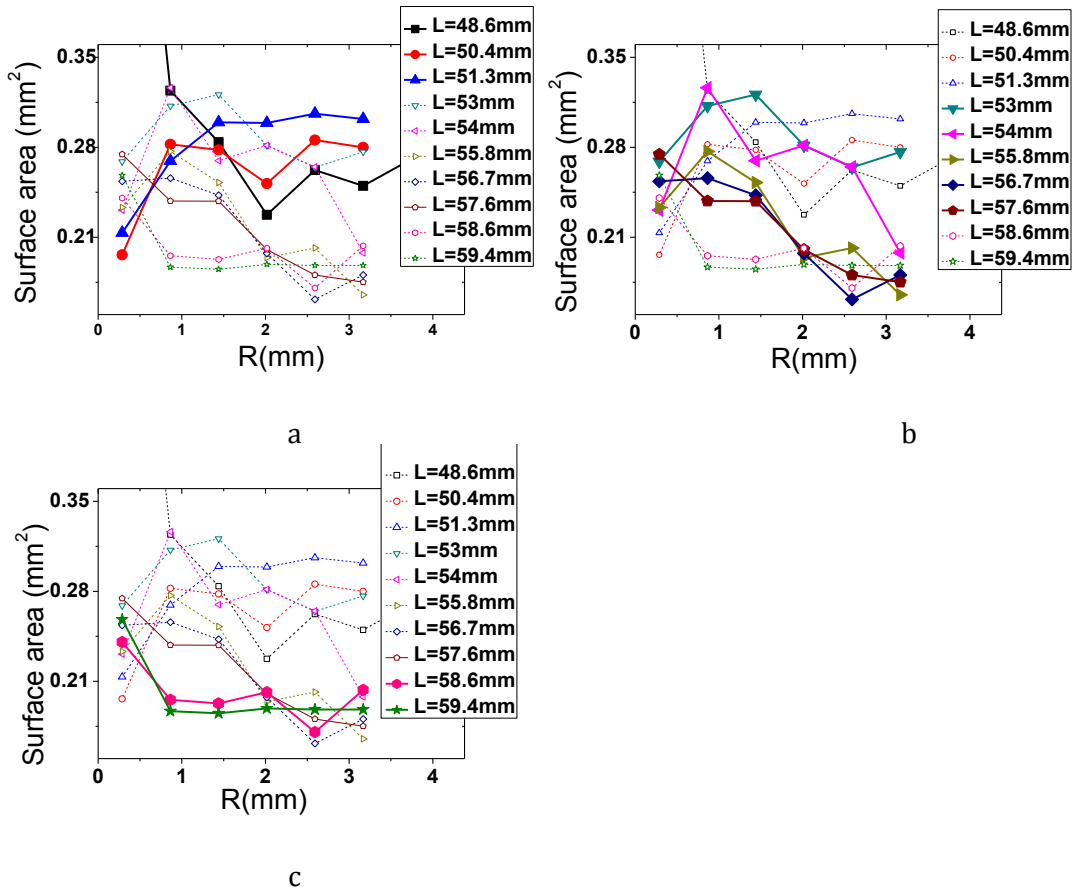 L=48.6mm
L=50.4mm
L=51.3mm
L=53mm
L=54mm
L=55.8mm
L=56.7mm
L=57.6mm
L=58.6mm
L=59.4mm
0.35
0.28
0.21
Surface area (mm²)
0 1 2 3 4
R(mm)
a
L=48.6mm
L=50.4mm
L=51.3mm
L=53mm
L=54mm
L=55.8mm
L=56.7mm
L=57.6mm
L=58.6mm
L=59.4mm
0.35
0.28
0.21
Surface area (mm²)
0 1 2 3 4
R(mm)
b
L=48.6mm
L=50.4mm
L=51.3mm
L=53mm
L=54mm
L=55.8mm
L=56.7mm
L=57.6mm
L=58.6mm
L=59.4mm
0.35
0.28
0.21
Surface area (mm²)
0 1 2 3 4
R(mm)
c